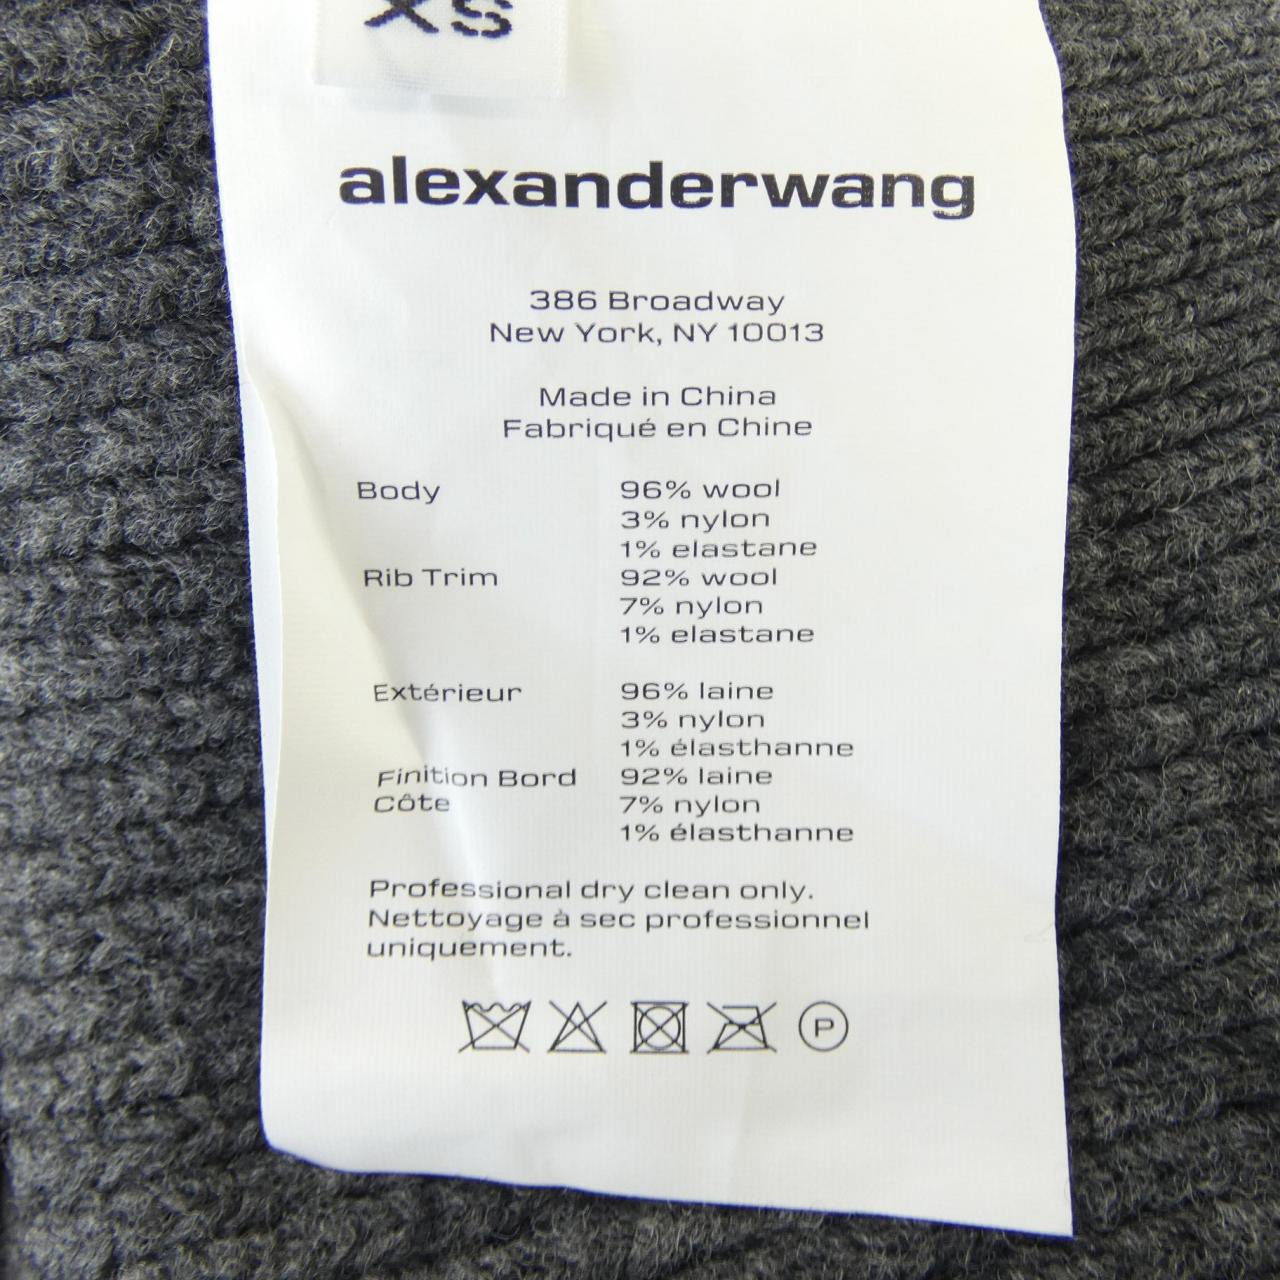 XS
alexanderwang
386 Broadway
New York, NY 10013
Made in China
Fabriqué en Chine
Body 96% wool
3% nylon
1% elastane
Rib Trim 92% wool
7% nylon
1% elastane
Extérieur 96% laine
3% nylon
1% élasthanne
Finition Bord 92% laine
Côte 7% nylon
1% élasthanne
Professional dry clean only.
Nettoyage à sec professionnel
uniquement.
P